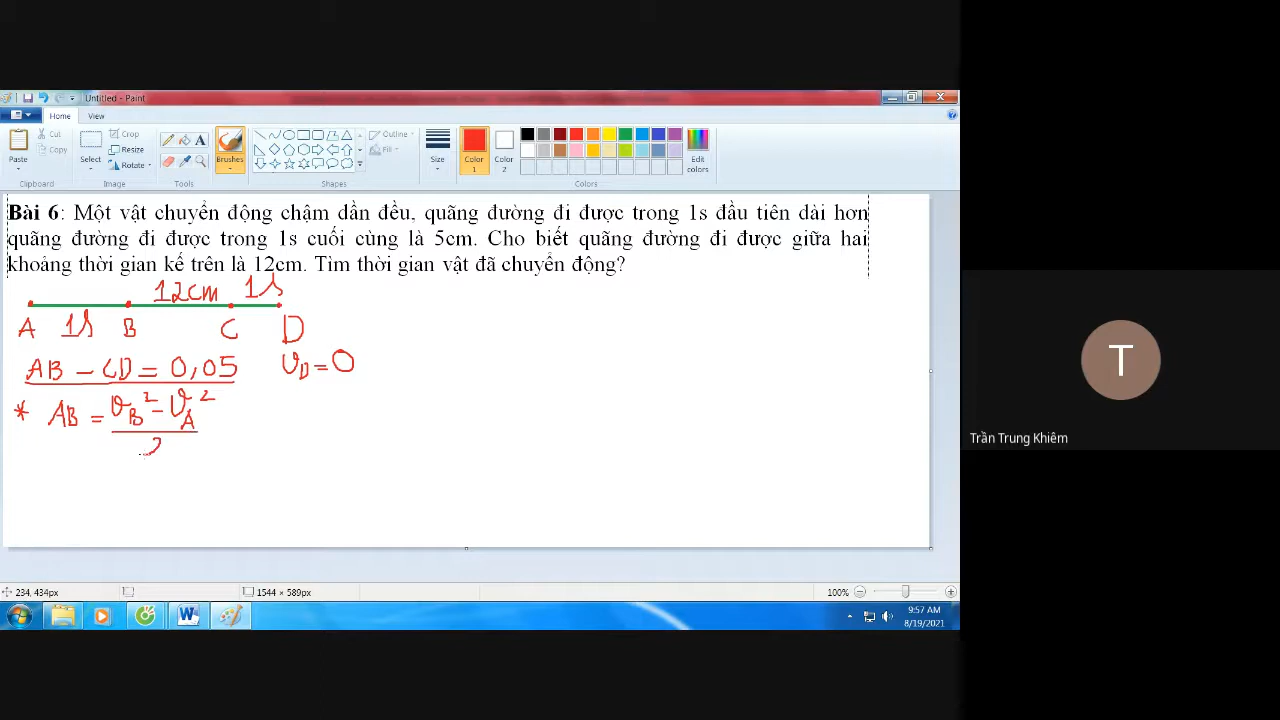 Untitled - Paint
Home View
Cut
Copy
Paste
Clipboard
Crop
Resize
Rotate
Select
Image
Tools
Brushes
Outline
Fill
Shapes
Size
Color 1
Color 2
Edit colors
Colors
Bài 6: Một vật chuyển động chậm dần đều, quãng đường đi được trong 1s đầu tiên dài hơn
quãng đường đi được trong 1s cuối cùng là 5cm. Cho biết quãng đường đi được giữa hai
khoảng thời gian kế trên là 12cm. Tìm thời gian vật đã chuyển động?
12cm 1s
A 1s B C D
AB - CD = 0,05 v_D = 0
* AB = (v_B² - v_A²) / 2
T
Trần Trung Khiêm
234, 434px
1544 × 589px
100%
9:57 AM
8/19/2021